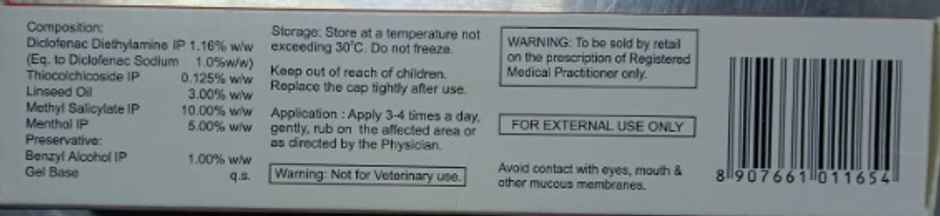 Composition:
Diclofenac Diethylamine IP 1.16% w/w
(Eq. to Diclofenac Sodium 1.0%w/w)
Thiocolchicoside IP 0.125% w/w
Linseed Oil 3.00% w/w
Methyl Salicylate IP 10.00% w/w
Menthol IP 5.00% w/w
Preservative:
Benzyl Alcohol IP 1.00% w/w
Gel Base q.s.
Storage: Store at a temperature not
exceeding 30°C. Do not freeze.
Keep out of reach of children.
Replace the cap tightly after use.
Application : Apply 3-4 times a day,
gently, rub on the affected area or
as directed by the Physician.
Warning: Not for Veterinary use.
WARNING: To be sold by retail
on the prescription of Registered
Medical Practitioner only.
FOR EXTERNAL USE ONLY
Avoid contact with eyes, mouth &
other mucous membranes.
8 907661 011654